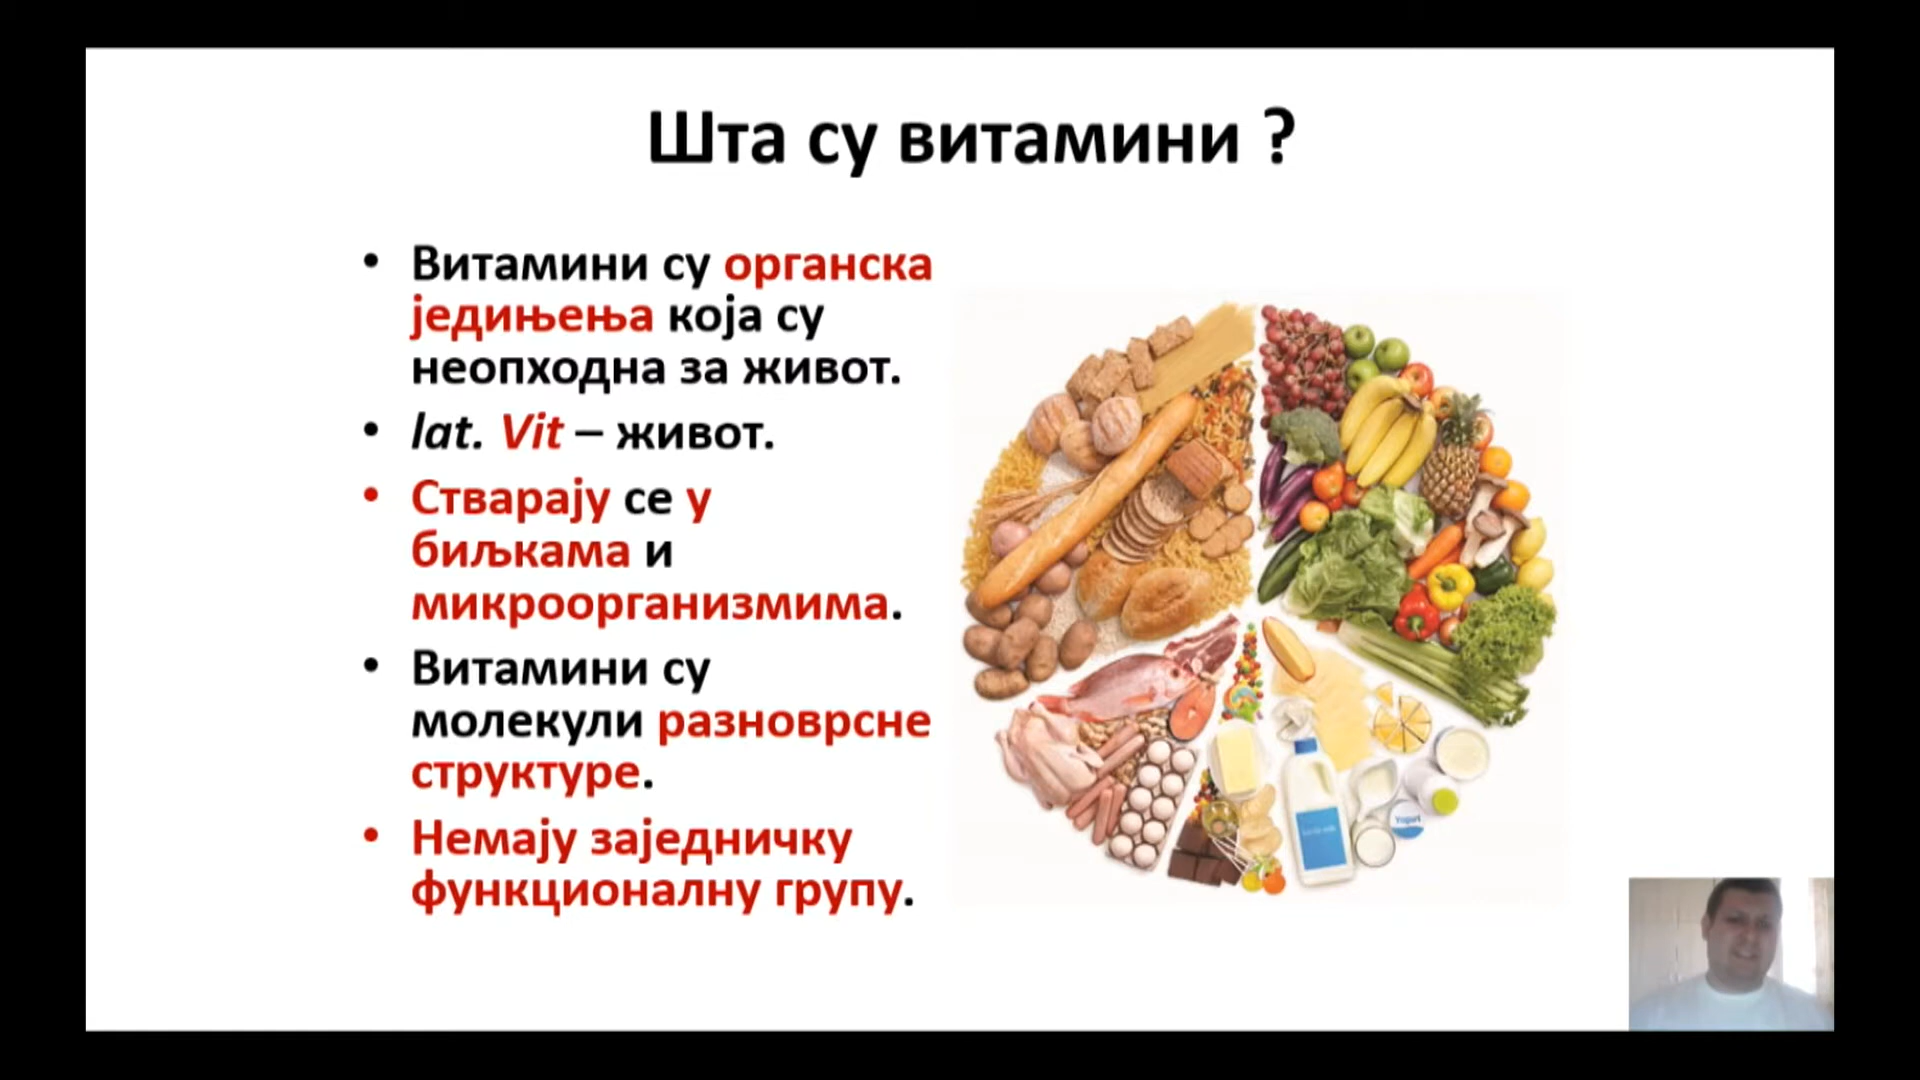 Шта су витамини ?
• Витамини су органска
једињења која су
неопходна за живот.
• lat. Vit – живот.
• Стварају се у
биљкама и
микроорганизмима.
• Витамини су
молекули разноврсне
структуре.
• Немају заједничку
функционалну групу.
Yogurt